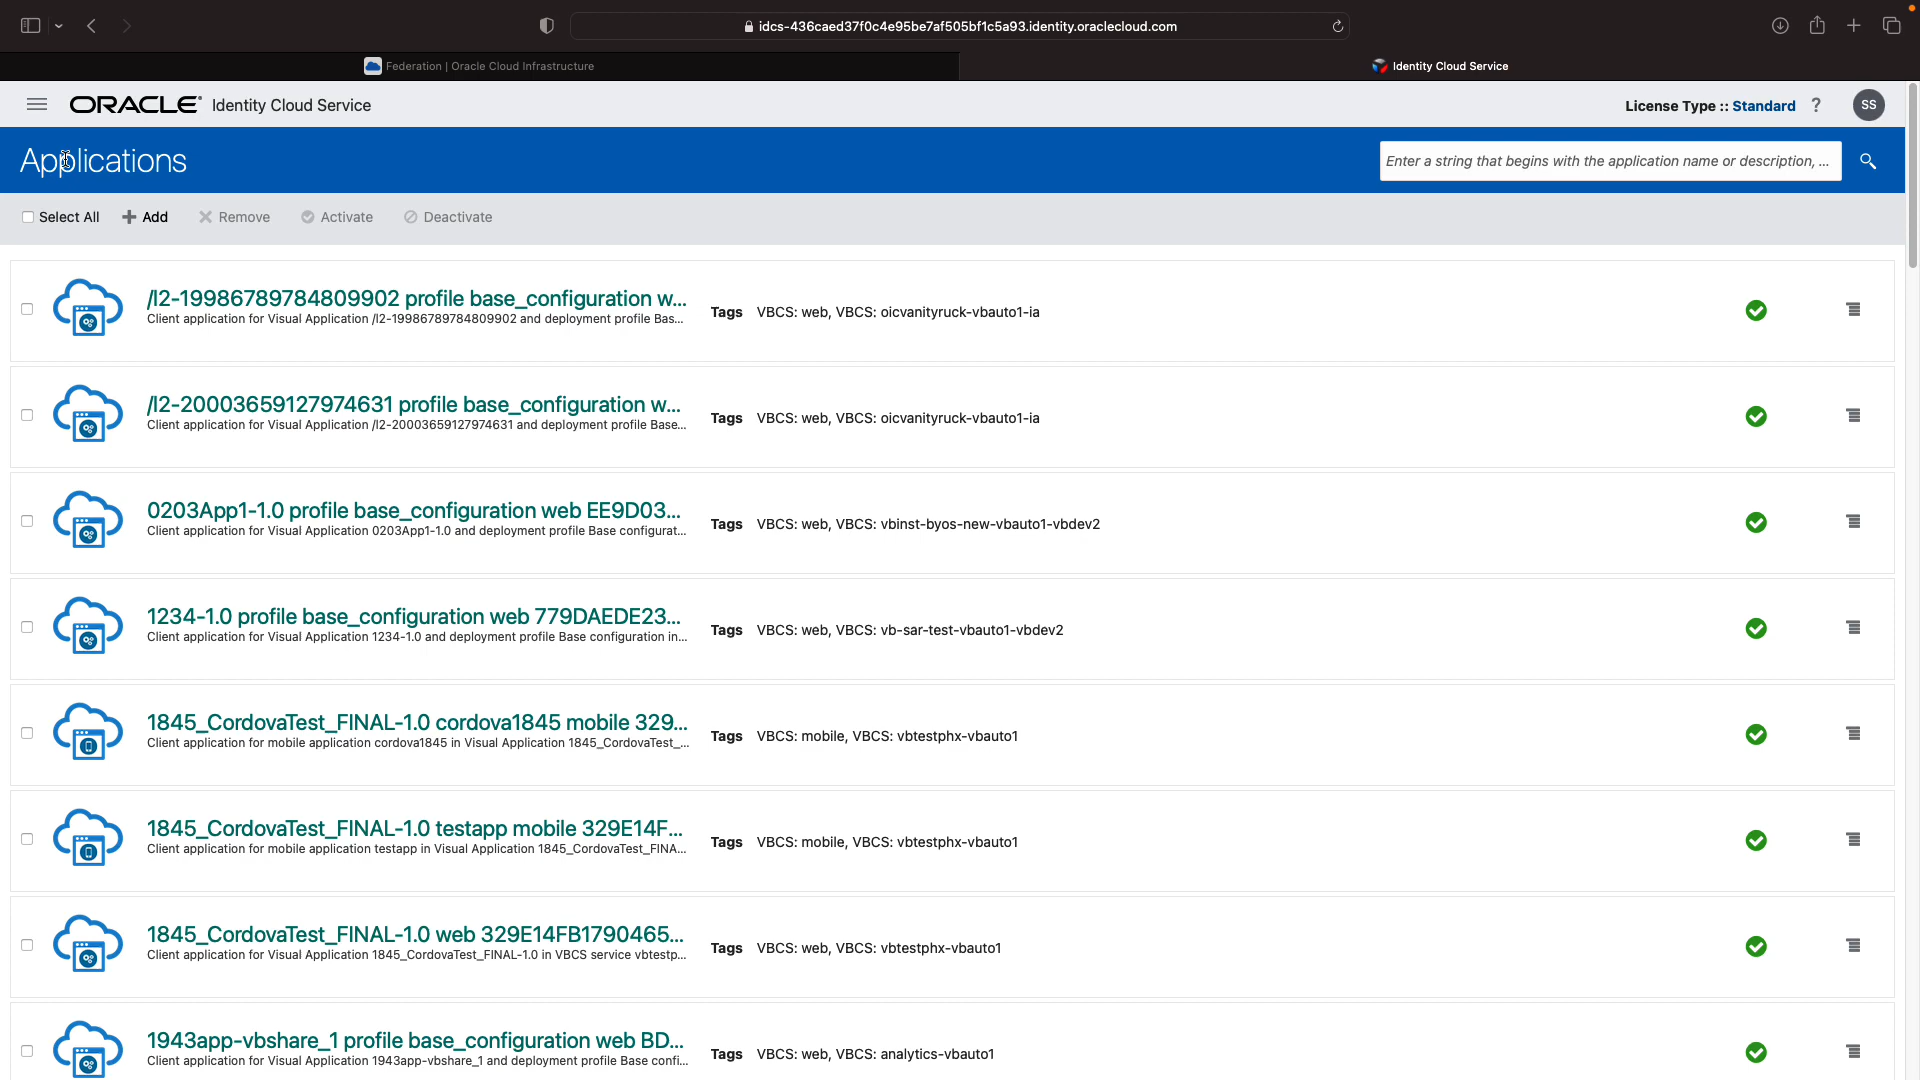 idcs-436caed37f0c4e95be7af505bf1c5a93.identity.oraclecloud.com
Federation | Oracle Cloud Infrastructure
Identity Cloud Service
ORACLE Identity Cloud Service
License Type :: Standard ? SS
Applications
Enter a string that begins with the application name or description, ...
Select All Add Remove Activate Deactivate
/I2-19986789784809902 profile base_configuration w...
Client application for Visual Application /I2-19986789784809902 and deployment profile Bas...
Tags VBCS: web, VBCS: oicvanityruck-vbauto1-ia
/I2-20003659127974631 profile base_configuration w...
Client application for Visual Application /I2-20003659127974631 and deployment profile Base...
Tags VBCS: web, VBCS: oicvanityruck-vbauto1-ia
0203App1-1.0 profile base_configuration web EE9D03...
Client application for Visual Application 0203App1-1.0 and deployment profile Base configurat...
Tags VBCS: web, VBCS: vbinst-byos-new-vbauto1-vbdev2
1234-1.0 profile base_configuration web 779DAEDE23...
Client application for Visual Application 1234-1.0 and deployment profile Base configuration in...
Tags VBCS: web, VBCS: vb-sar-test-vbauto1-vbdev2
1845_CordovaTest_FINAL-1.0 cordova1845 mobile 329...
Client application for mobile application cordova1845 in Visual Application 1845_CordovaTest_...
Tags VBCS: mobile, VBCS: vbtestphx-vbauto1
1845_CordovaTest_FINAL-1.0 testapp mobile 329E14F...
Client application for mobile application testapp in Visual Application 1845_CordovaTest_FINA...
Tags VBCS: mobile, VBCS: vbtestphx-vbauto1
1845_CordovaTest_FINAL-1.0 web 329E14FB1790465...
Client application for Visual Application 1845_CordovaTest_FINAL-1.0 in VBCS service vbtestp...
Tags VBCS: web, VBCS: vbtestphx-vbauto1
1943app-vbshare_1 profile base_configuration web BD...
Client application for Visual Application 1943app-vbshare_1 and deployment profile Base confi...
Tags VBCS: web, VBCS: analytics-vbauto1